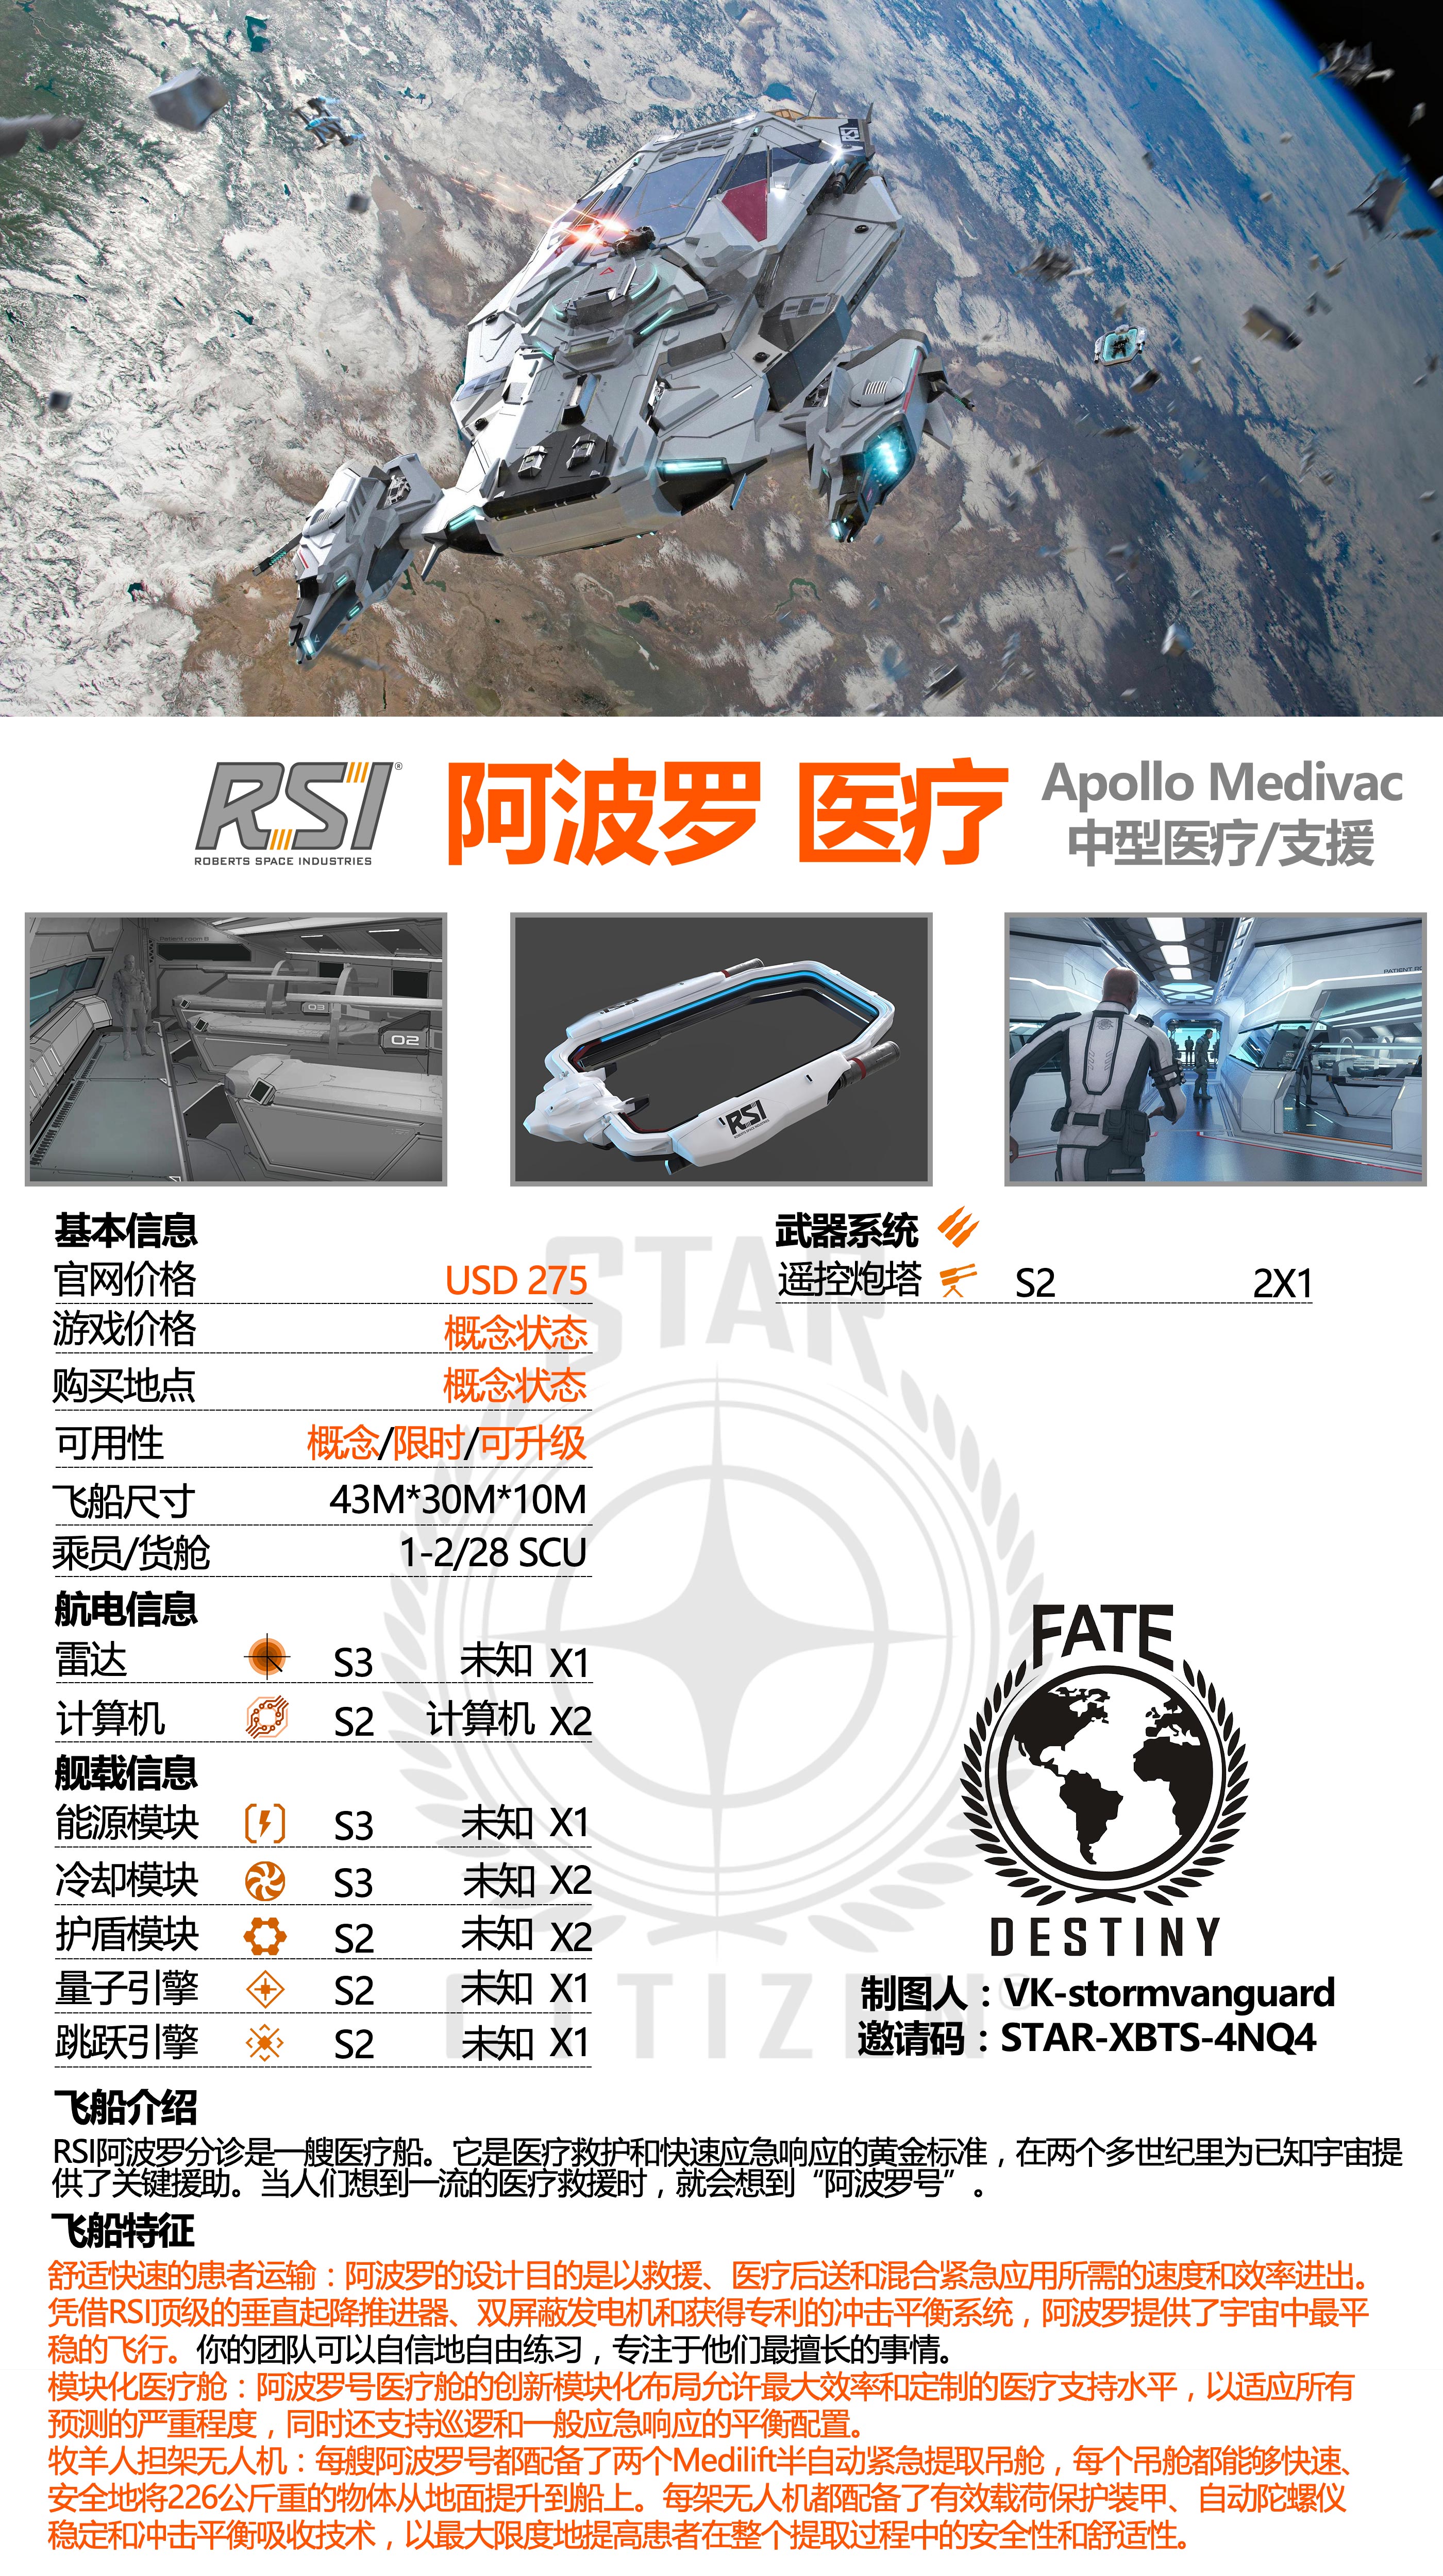 RSI
RSI®
ROBERTS SPACE INDUSTRIES
阿波罗 医疗
Apollo Medivac
中型医疗/支援
03
02
RSI
PATIENT
基本信息
官网价格 USD 275
游戏价格 概念状态
购买地点 概念状态
可用性 概念/限时/可升级
飞船尺寸 43M*30M*10M
乘员/货舱 1-2/28 SCU
武器系统
遥控炮塔 S2 2X1
航电信息
雷达 S3 未知 X1
计算机 S2 计算机 X2
舰载信息
能源模块 S3 未知 X1
冷却模块 S3 未知 X2
护盾模块 S2 未知 X2
量子引擎 S2 未知 X1
跳跃引擎 S2 未知 X1
STAR
CITIZEN
FATE
DESTINY
制图人：VK-stormvanguard
邀请码：STAR-XBTS-4NQ4
飞船介绍
RSI阿波罗分诊是一艘医疗船。它是医疗救护和快速应急响应的黄金标准，在两个多世纪里为已知宇宙提
供了关键援助。当人们想到一流的医疗救援时，就会想到“阿波罗号”。
飞船特征
舒适快速的患者运输：阿波罗的设计目的是以救援、医疗后送和混合紧急应用所需的速度和效率进出。
凭借RSI顶级的垂直起降推进器、双屏蔽发电机和获得专利的冲击平衡系统，阿波罗提供了宇宙中最平
稳的飞行。你的团队可以自信地自由练习，专注于他们最擅长的事情。
模块化医疗舱：阿波罗号医疗舱的创新模块化布局允许最大效率和定制的医疗支持水平，以适应所有
预测的严重程度，同时还支持巡逻和一般应急响应的平衡配置。
牧羊人担架无人机：每艘阿波罗号都配备了两个Medilift半自动紧急提取吊舱，每个吊舱都能够快速、
安全地将226公斤重的物体从地面提升到船上。每架无人机都配备了有效载荷保护装甲、自动陀螺仪
稳定和冲击平衡吸收技术，以最大限度地提高患者在整个提取过程中的安全性和舒适性。